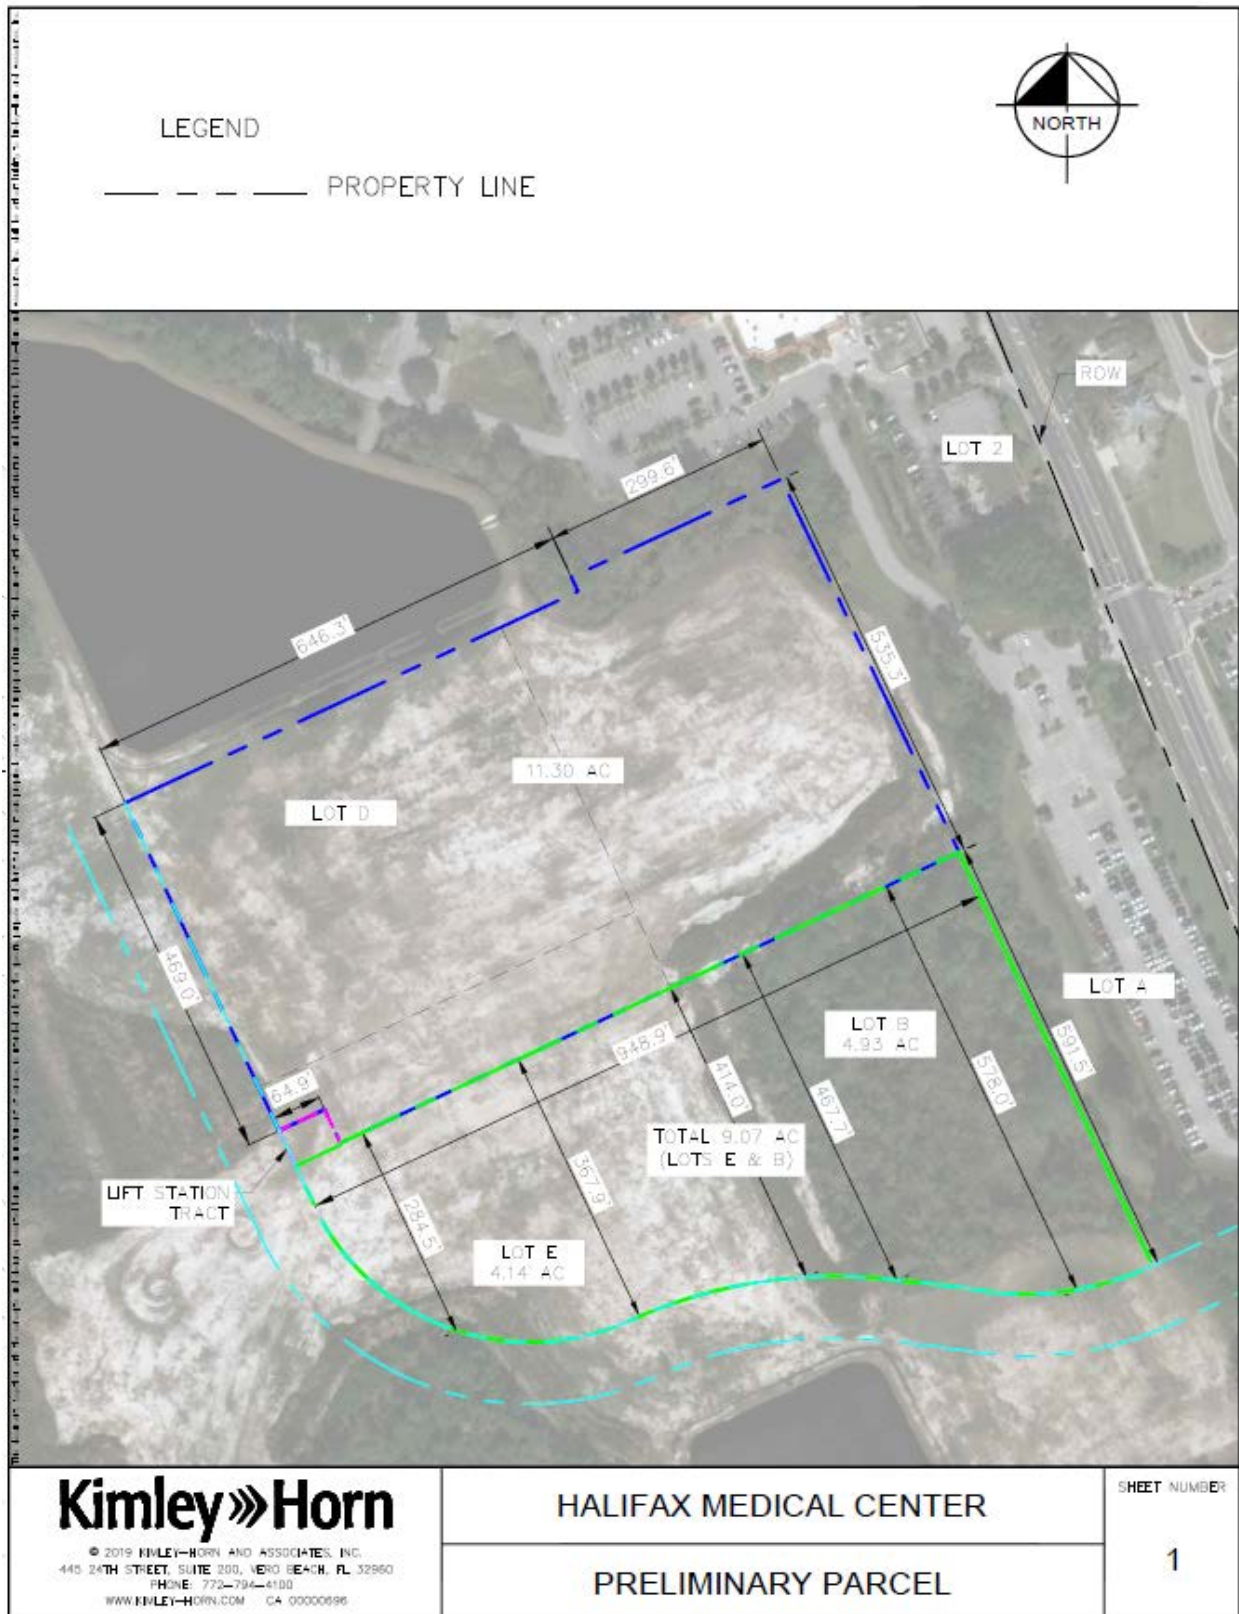 LEGEND
PROPERTY LINE
NORTH
ROW
LOT 2
299.6'
646.3'
535.3'
11.30 AC
LOT D
469.0'
LOT A
LOT B
4.93 AC
948.9'
591.5'
64.9'
414.0'
467.7'
578.0'
TOTAL 9.07 AC
(LOTS E & B)
367.9'
284.5'
LIFT STATION
TRACT
LOT E
4.14 AC
Kimley»Horn
© 2019 KIMLEY-HORN AND ASSOCIATES, INC.
445 24TH STREET, SUITE 200, VERO BEACH, FL 32960
PHONE: 772-794-4100
WWW.KIMLEY-HORN.COM CA 00000696
HALIFAX MEDICAL CENTER
PRELIMINARY PARCEL
SHEET NUMBER
1